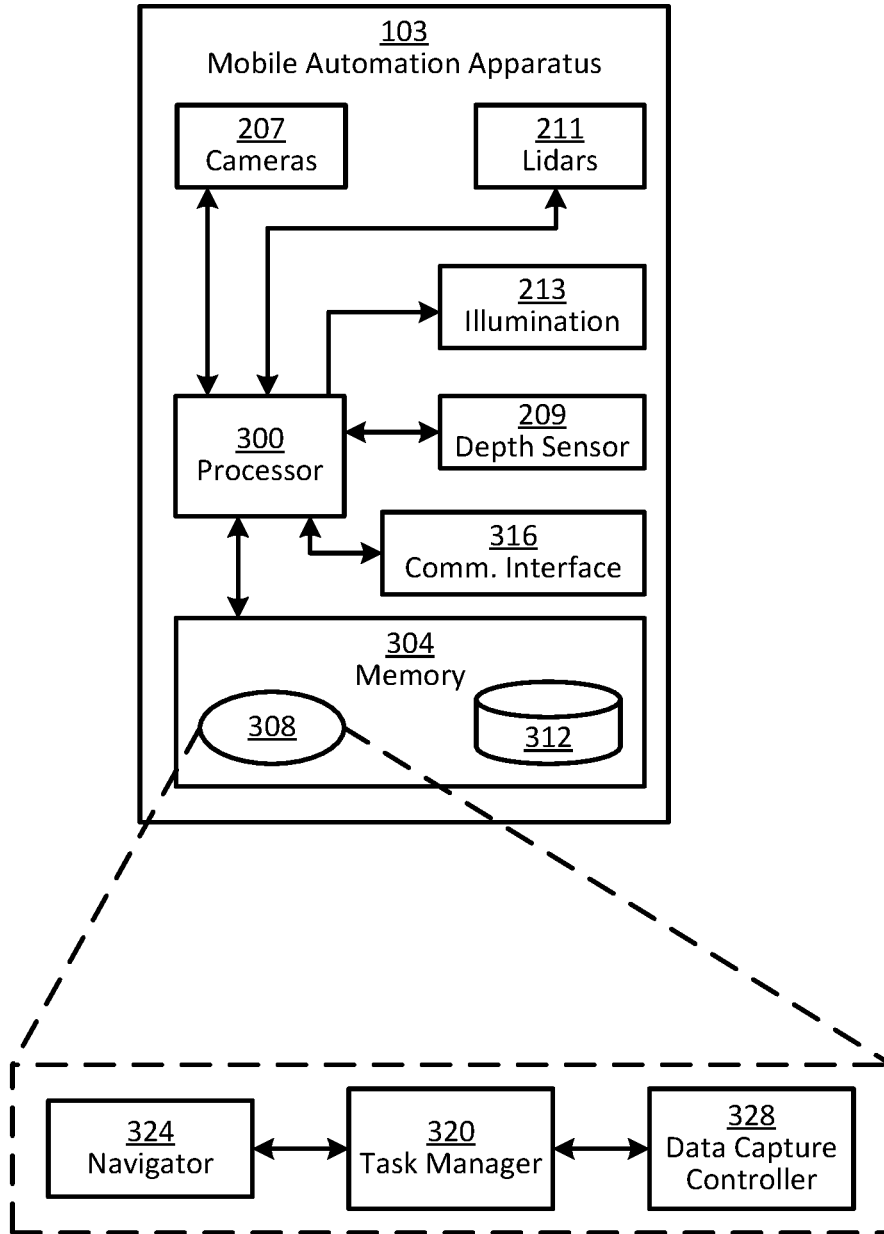 103
Mobile Automation Apparatus
207
Cameras
211
Lidars
213
Illumination
300
Processor
209
Depth Sensor
316
Comm. Interface
304
Memory
308
312
324
Navigator
320
Task Manager
328
Data Capture
Controller